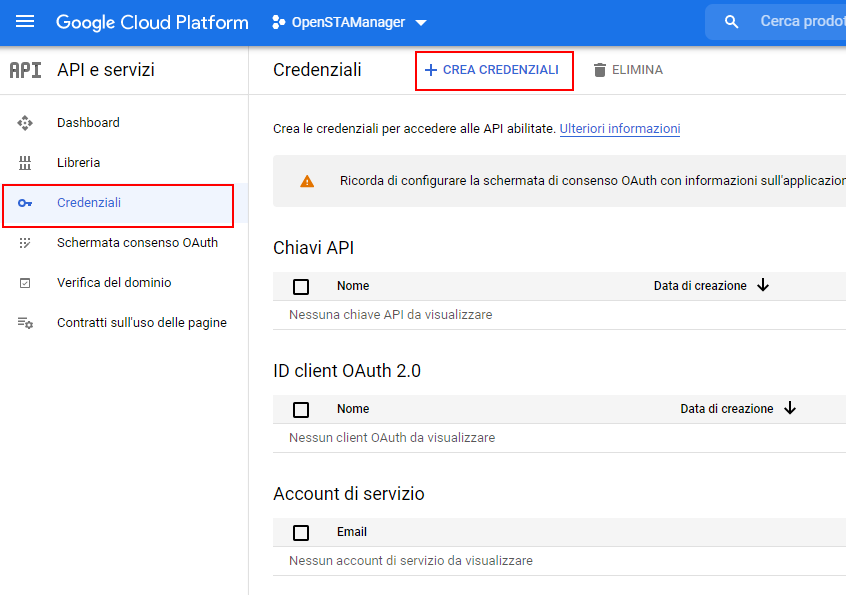 Google Cloud Platform
OpenSTAManager
Cerca prodot
API
API e servizi
Credenziali
+ CREA CREDENZIALI
ELIMINA
Dashboard
Libreria
Credenziali
Schermata consenso OAuth
Verifica del dominio
Contratti sull'uso delle pagine
Crea le credenziali per accedere alle API abilitate. Ulteriori informazioni
Ricorda di configurare la schermata di consenso OAuth con informazioni sull'applicazion
Chiavi API
Nome Data di creazione
Nessuna chiave API da visualizzare
ID client OAuth 2.0
Nome Data di creazione
Nessun client OAuth da visualizzare
Account di servizio
Email
Nessun account di servizio da visualizzare